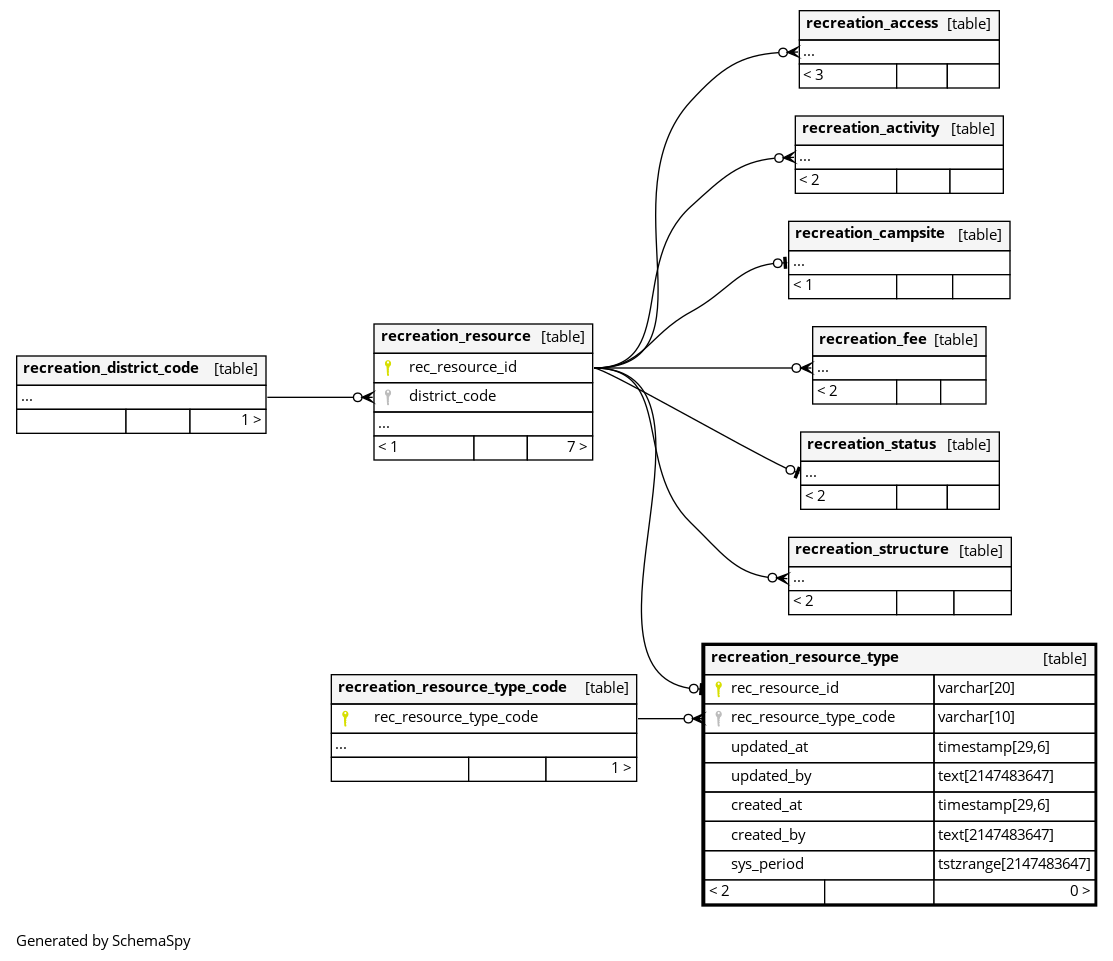 recreation_access [table]
...
< 3
recreation_activity [table]
...
< 2
recreation_campsite [table]
...
< 1
recreation_fee [table]
...
< 2
recreation_resource [table]
rec_resource_id
district_code
...
< 1 7 >
recreation_district_code [table]
...
1 >
recreation_status [table]
...
< 2
recreation_structure [table]
...
< 2
recreation_resource_type_code [table]
rec_resource_type_code
...
1 >
recreation_resource_type [table]
rec_resource_id varchar[20]
rec_resource_type_code varchar[10]
updated_at timestamp[29,6]
updated_by text[2147483647]
created_at timestamp[29,6]
created_by text[2147483647]
sys_period tstzrange[2147483647]
< 2 0 >
Generated by SchemaSpy